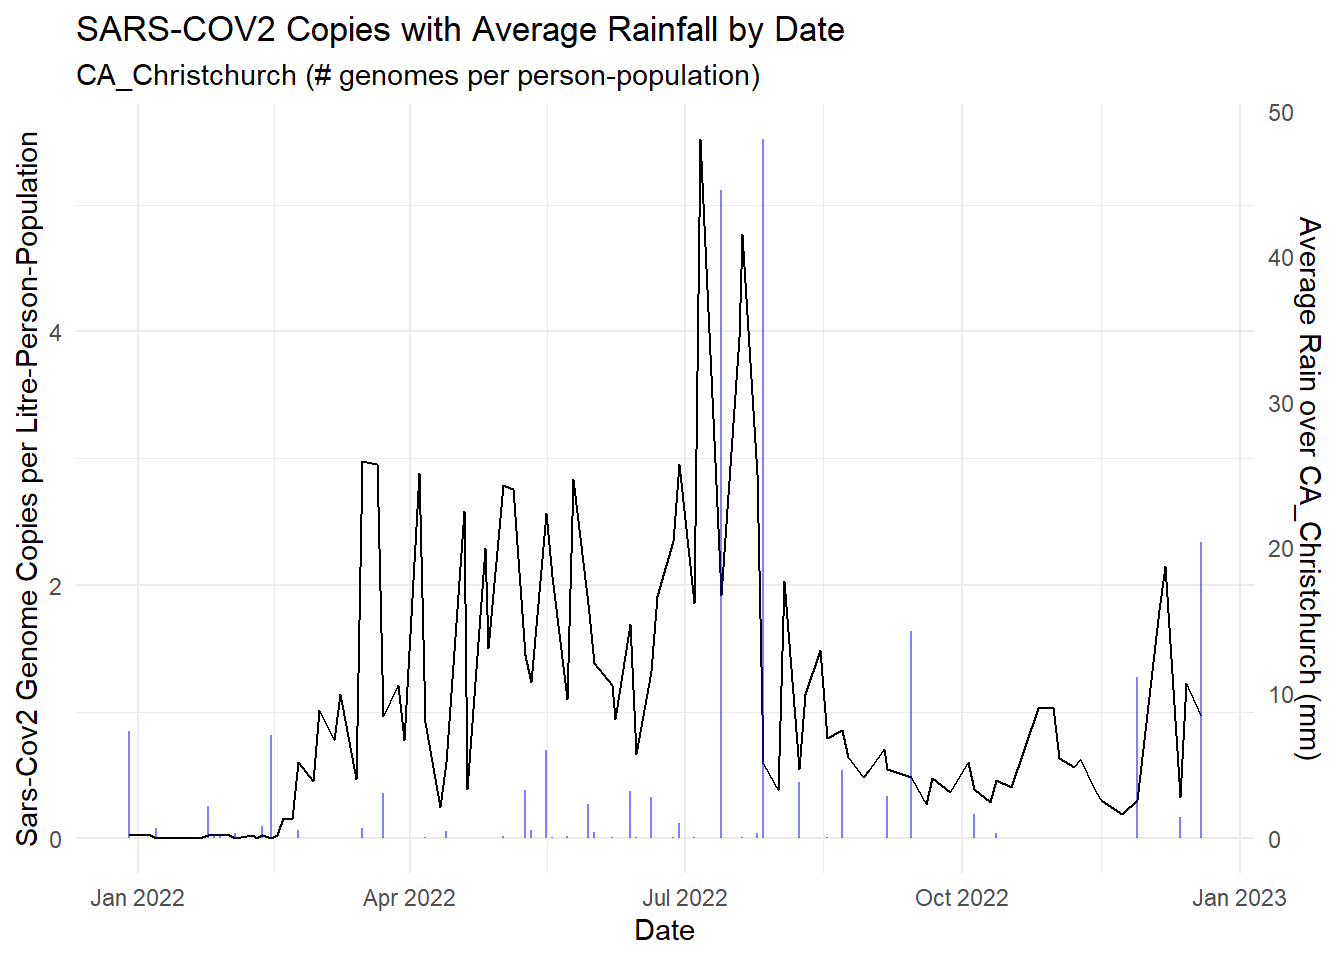 SARS-COV2 Copies with Average Rainfall by Date
CA_Christchurch (# genomes per person-population)
Sars-Cov2 Genome Copies per Litre-Person-Population
4
2
0
50
40
30
20
10
0
Average Rain over CA_Christchurch (mm)
Jan 2022
Apr 2022
Jul 2022
Oct 2022
Jan 2023
Date